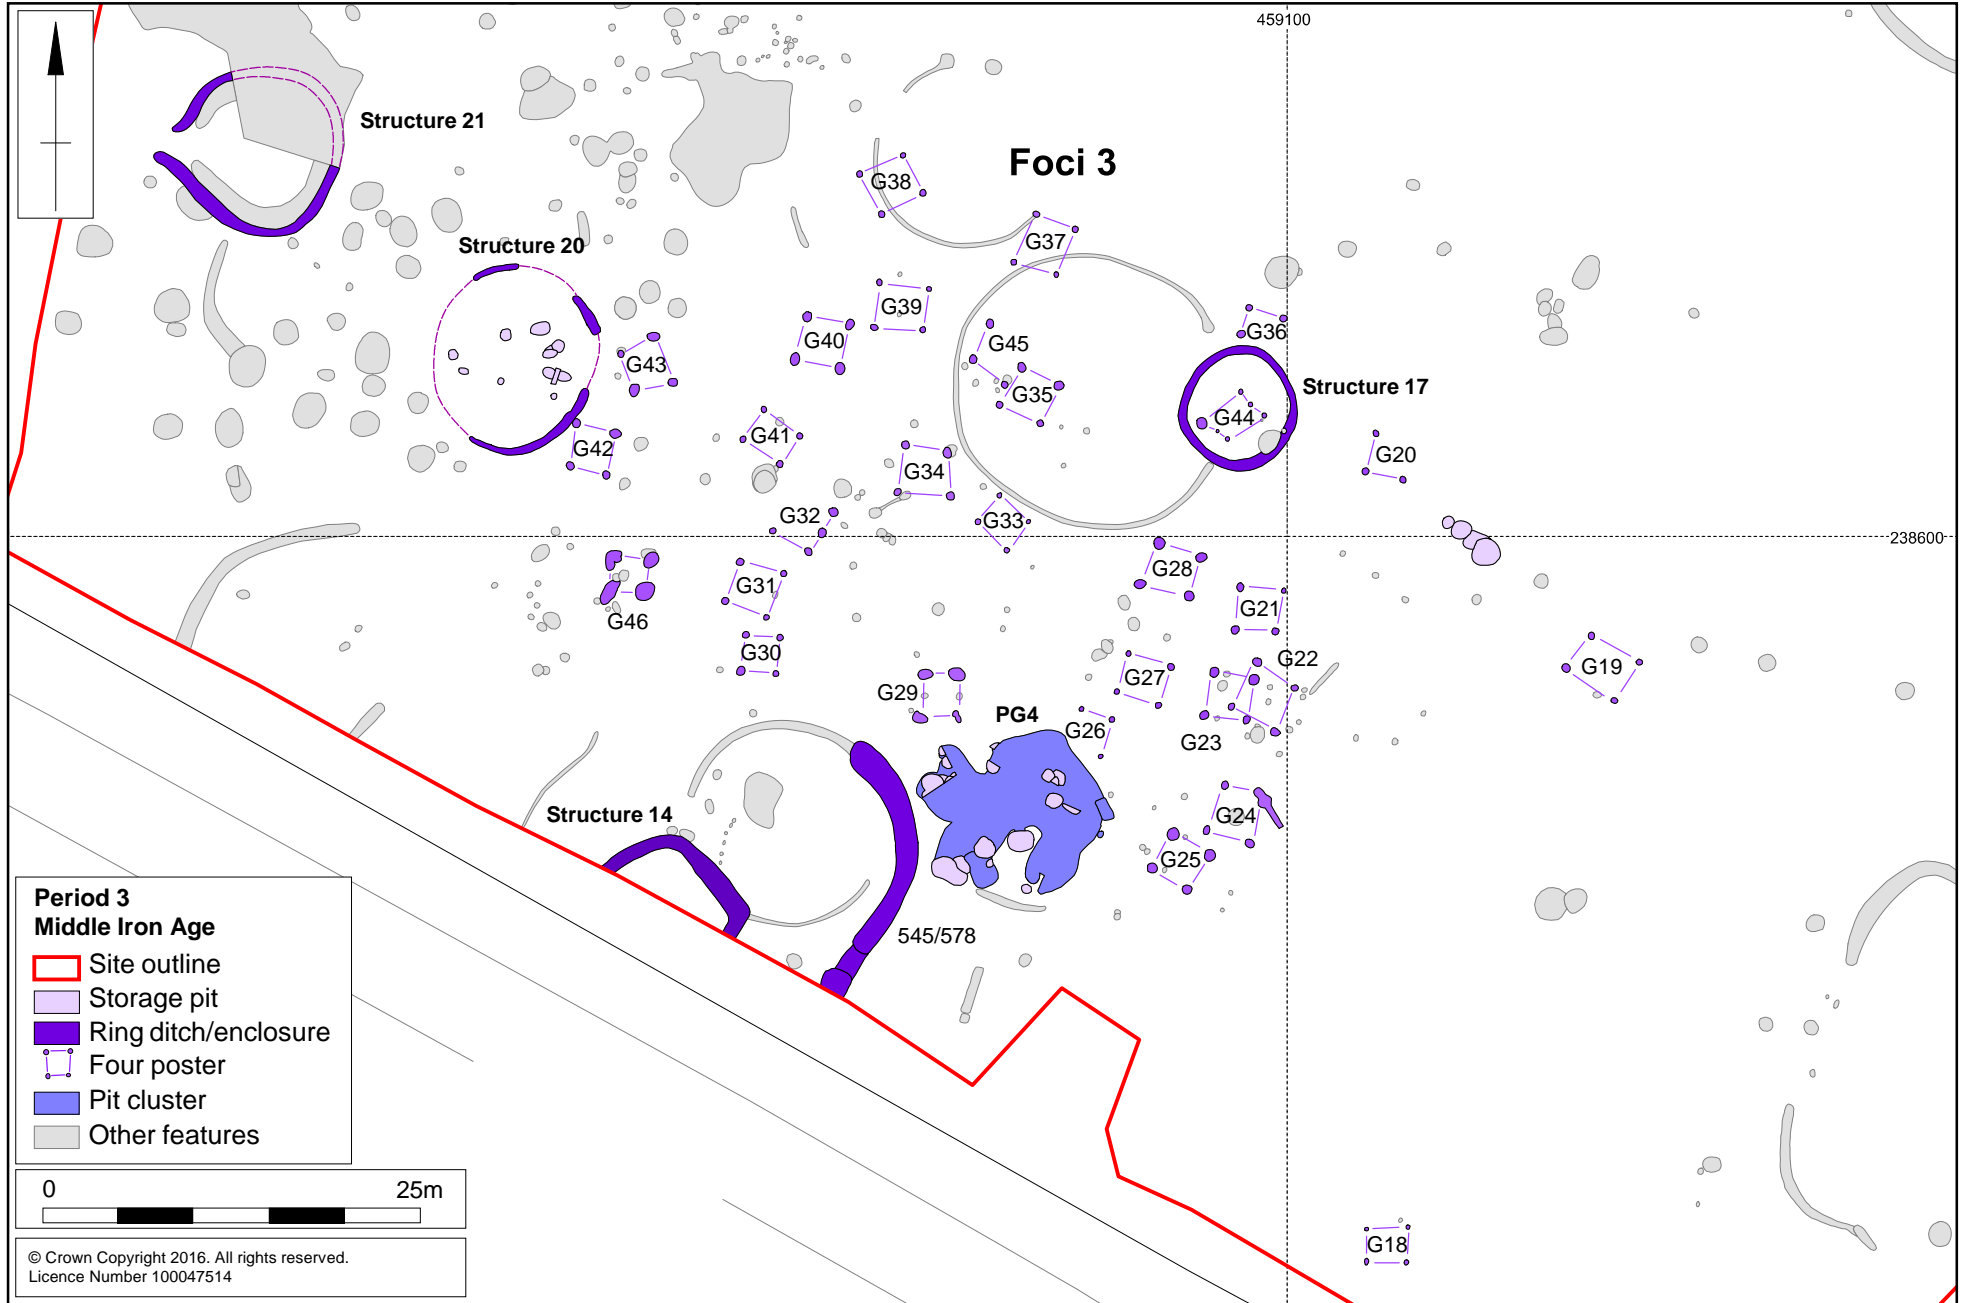 459100
Structure 21
Foci 3
G38
Structure 20
G37
G39
G36
G40
G45
G43
G35
Structure 17
G44
G41
G42
G20
G34
G32
G33
238600
G28
G31
G21
G46
G30
G22
G19
G27
G29
PG4
G26
G23
Structure 14
G24
G25
545/578
Period 3
Middle Iron Age
Site outline
Storage pit
Ring ditch/enclosure
Four poster
Pit cluster
Other features
0 25m
G18
© Crown Copyright 2016. All rights reserved.
Licence Number 100047514